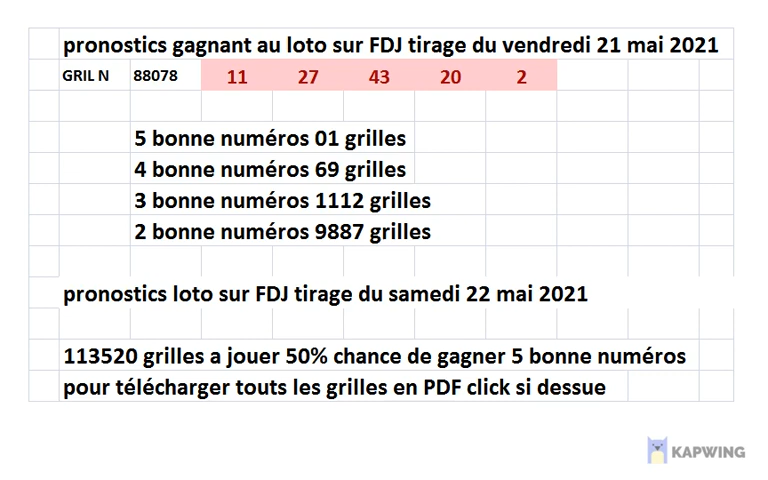 pronostics gagnant au loto sur FDJ tirage du vendredi 21 mai 2021
GRIL N 88078 11 27 43 20 2
5 bonne numéros 01 grilles
4 bonne numéros 69 grilles
3 bonne numéros 1112 grilles
2 bonne numéros 9887 grilles
pronostics loto sur FDJ tirage du samedi 22 mai 2021
113520 grilles a jouer 50% chance de gagner 5 bonne numéros
pour télécharger touts les grilles en PDF click si dessue
KAPWING